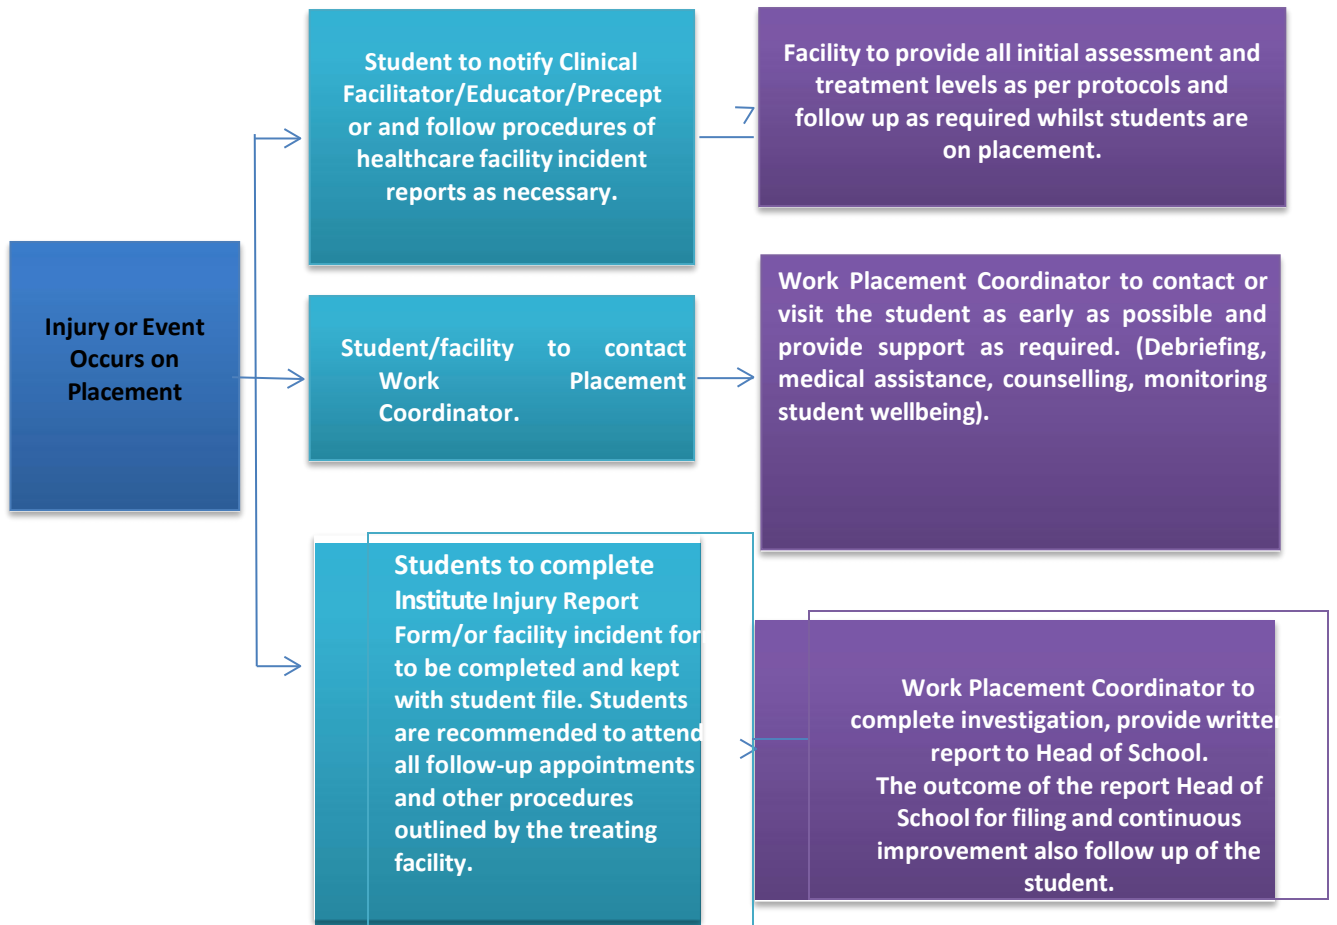 Injury or Event
Occurs on
Placement
Student to notify Clinical
Facilitator/Educator/Precept
or and follow procedures of
healthcare facility incident
reports as necessary.
Facility to provide all initial assessment and
treatment levels as per protocols and
follow up as required whilst students are
on placement.
Student/facility to contact
Work Placement
Coordinator.
Work Placement Coordinator to contact or
visit the student as early as possible and
provide support as required. (Debriefing,
medical assistance, counselling, monitoring
student wellbeing).
Students to complete
Institute Injury Report
Form/or facility incident for
to be completed and kept
with student file. Students
are recommended to attend
all follow-up appointments
and other procedures
outlined by the treating
facility.
Work Placement Coordinator to
complete investigation, provide written
report to Head of School.
The outcome of the report Head of
School for filing and continuous
improvement also follow up of the
student.